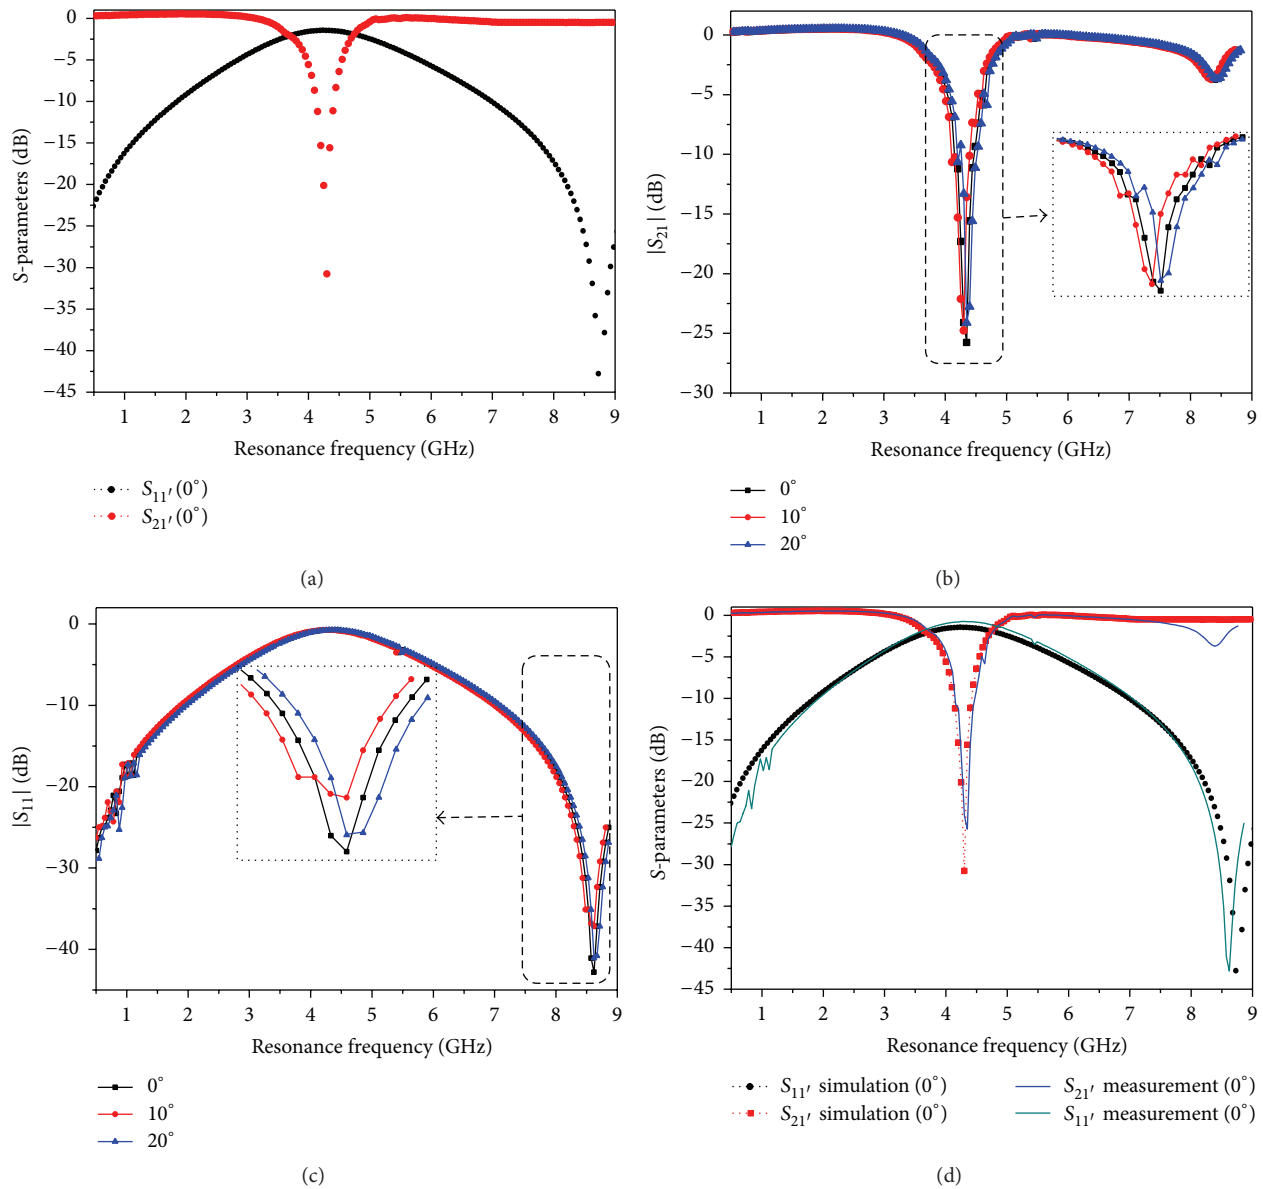 0
−5
−10
−15
−20
−25
−30
−35
−40
−45
S-parameters (dB)
1 2 3 4 5 6 7 8 9
Resonance frequency (GHz)
S11′ (0°)
S21′ (0°)
(a)
0
−5
−10
−15
−20
−25
−30
|S21| (dB)
1 2 3 4 5 6 7 8 9
Resonance frequency (GHz)
0°
10°
20°
(b)
0
−10
−20
−30
−40
|S11| (dB)
1 2 3 4 5 6 7 8 9
Resonance frequency (GHz)
0°
10°
20°
(c)
0
−5
−10
−15
−20
−25
−30
−35
−40
−45
S-parameters (dB)
1 2 3 4 5 6 7 8 9
Resonance frequency (GHz)
S11′ simulation (0°)
S21′ simulation (0°)
S21′ measurement (0°)
S11′ measurement (0°)
(d)